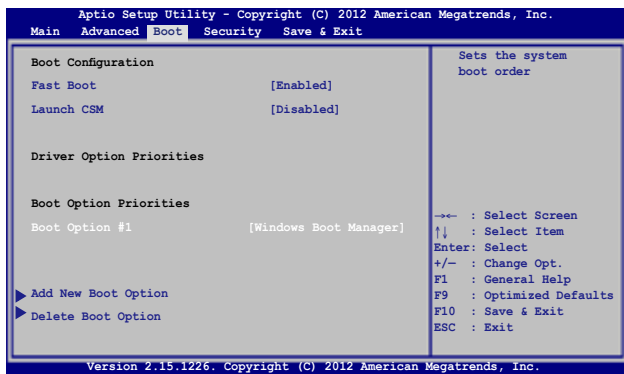 Aptio Setup Utility - Copyright (C) 2012 American Megatrends, Inc.
Main Advanced Boot Security Save & Exit
Boot Configuration
Fast Boot [Enabled]
Launch CSM [Disabled]
Driver Option Priorities
Boot Option Priorities
Boot Option #1 [Windows Boot Manager]
Add New Boot Option
Delete Boot Option
Sets the system
boot order
→← : Select Screen
↑↓ : Select Item
Enter: Select
+/— : Change Opt.
F1 : General Help
F9 : Optimized Defaults
F10 : Save & Exit
ESC : Exit
Version 2.15.1226. Copyright (C) 2012 American Megatrends, Inc.